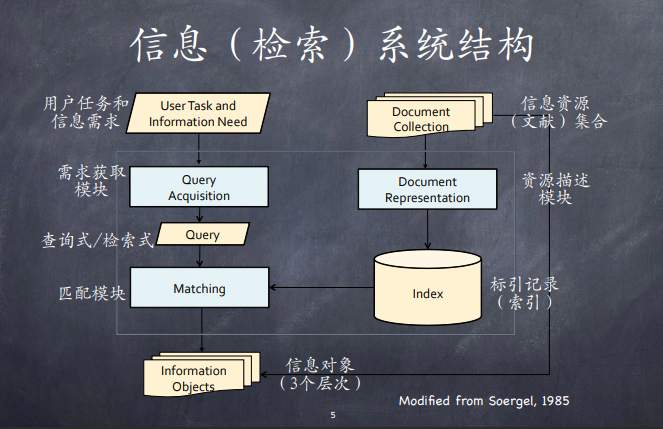 信息（检索）系统结构
用户任务和
信息需求
User Task and
Information Need
Document
Collection
信息资源
（文献）集合
需求获取
模块
Query
Acquisition
Document
Representation
资源描述
模块
查询式/检索式
Query
匹配模块
Matching
Index
标引记录
（索引）
Information
Objects
信息对象
（3个层次）
Modified from Soergel, 1985
5